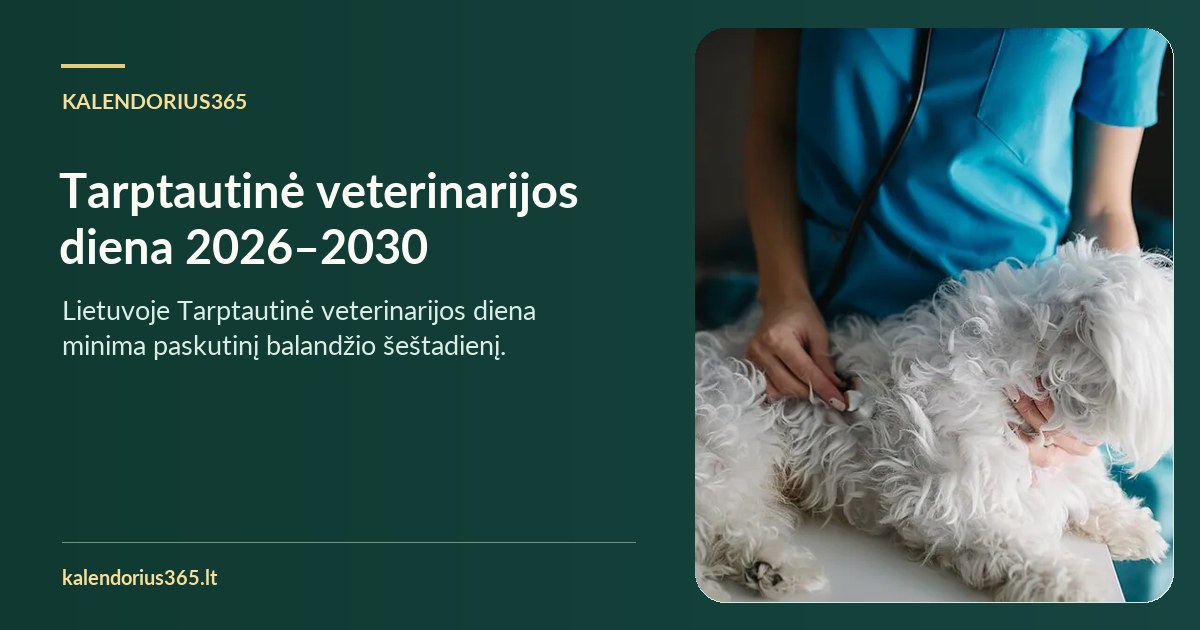 KALENDORIUS365
Tarptautinė veterinarijos
diena 2026–2030
Lietuvoje Tarptautinė veterinarijos diena
minima paskutinį balandžio šeštadienį.
kalendorius365.lt